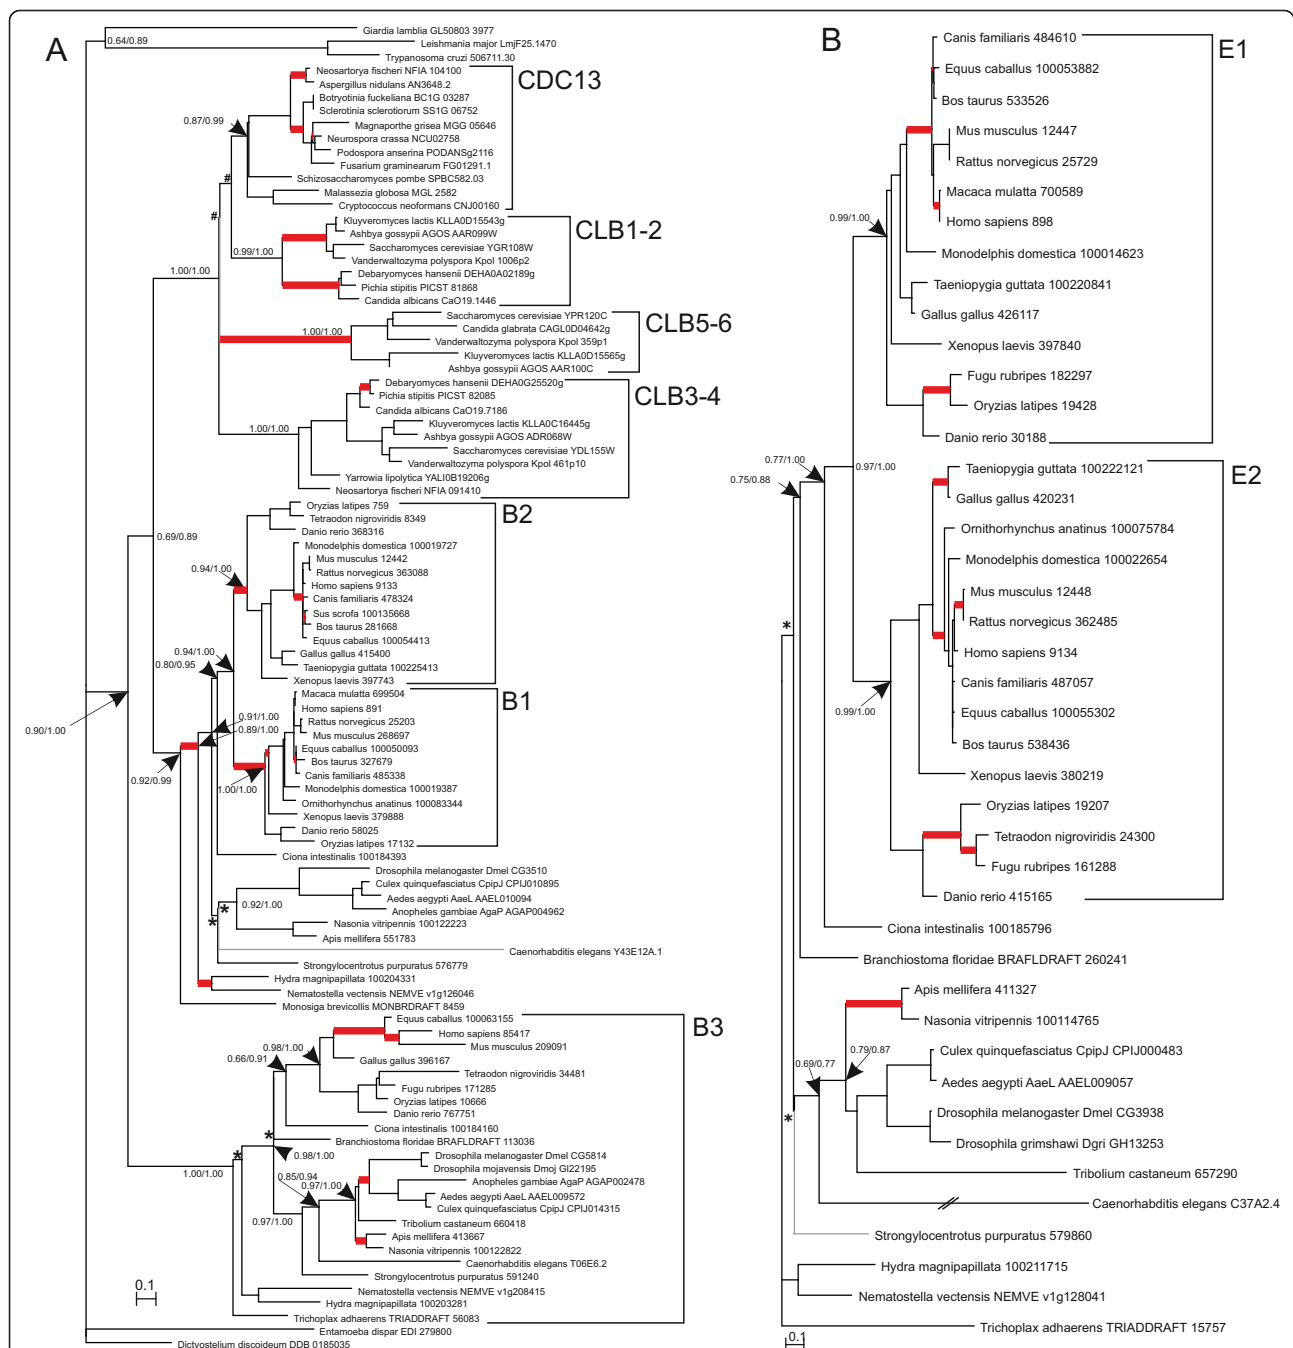 A
Giardia lamblia GL50803 3977
0.64/0.89
Leishmania major LmjF25.1470
Trypanosoma cruzi 506711.30
Neosartorya fischeri NFIA 104100
CDC13
Aspergillus nidulans AN3648.2
Botryotinia fuckeliana BC1G 03287
Sclerotinia sclerotiorum SS1G 06752
0.87/0.99
Magnaporthe grisea MGG 05646
Neurospora crassa NCU02758
Podospora anserina PODANSg2116
Fusarium graminearum FG01291.1
#
Schizosaccharomyces pombe SPBC582.03
Malassezia globosa MGL 2582
Cryptococcus neoformans CNJ00160
#
Kluyveromyces lactis KLLA0D15543g
CLB1-2
Ashbya gossypii AGOS AAR099W
Saccharomyces cerevisiae YGR108W
0.99/1.00
Vanderwaltozyma polyspora Kpol 1006p2
1.00/1.00
Debaryomyces hansenii DEHA0A02189g
Pichia stipitis PICST 81868
Candida albicans CaO19.1446
Saccharomyces cerevisiae YPR120C
CLB5-6
Candida glabrata CAGL0D04642g
1.00/1.00
Vanderwaltozyma polyspora Kpol 359p1
Kluyveromyces lactis KLLA0D15565g
Ashbya gossypii AGOS AAR100C
Debaryomyces hansenii DEHA0G25520g
CLB3-4
Pichia stipitis PICST 82085
Candida albicans CaO19.7186
Kluyveromyces lactis KLLA0C16445g
1.00/1.00
Ashbya gossypii AGOS ADR068W
Saccharomyces cerevisiae YDL155W
Vanderwaltozyma polyspora Kpol 461p10
Yarrowia lipolytica YALI0B19206g
Neosartorya fischeri NFIA 091410
Oryzias latipes 759
B2
Tetraodon nigroviridis 8349
Danio rerio 368316
0.69/0.89
Monodelphis domestica 100019727
Mus musculus 12442
0.94/1.00
Rattus norvegicus 363088
Homo sapiens 9133
Canis familiaris 478324
Sus scrofa 100135668
Bos taurus 281668
Equus caballus 100054413
0.94/1.00
Gallus gallus 415400
0.80/0.95
Taeniopygia guttata 100225413
Xenopus laevis 397743
Macaca mulatta 699504
B1
Homo sapiens 891
0.91/1.00
Rattus norvegicus 25203
0.90/1.00
0.89/1.00
Mus musculus 268697
Equus caballus 100050093
Bos taurus 327679
Canis familiaris 485338
0.92/0.99
Monodelphis domestica 100019387
1.00/1.00
Ornithorhynchus anatinus 100083344
Xenopus laevis 379888
Danio rerio 58025
Oryzias latipes 17132
Ciona intestinalis 100184393
Drosophila melanogaster Dmel CG3510
Culex quinquefasciatus CpipJ CPIJ010895
0.92/1.00
Aedes aegypti AaeL AAEL010094
*
Anopheles gambiae AgaP AGAP004962
*
Nasonia vitripennis 100122223
Apis mellifera 551783
Caenorhabditis elegans Y43E12A.1
Strongylocentrotus purpuratus 576779
Hydra magnipapillata 100204331
Nematostella vectensis NEMVE v1g126046
Monosiga brevicollis MONBRDRAFT 8459
Equus caballus 100063155
B3
Homo sapiens 85417
0.98/1.00
Mus musculus 209091
0.66/0.91
Gallus gallus 396167
Tetraodon nigroviridis 34481
Fugu rubripes 171285
Oryzias latipes 10666
Danio rerio 767751
Ciona intestinalis 100184160
*
Branchiostoma floridae BRAFLDRAFT 113036
*
0.98/1.00
Drosophila melanogaster Dmel CG5814
Drosophila mojavensis Dmoj GI22195
1.00/1.00
0.85/0.94
Anopheles gambiae AgaP AGAP002478
0.97/1.00
Aedes aegypti AaeL AAEL009572
Culex quinquefasciatus CpipJ CPIJ014315
0.97/1.00
Tribolium castaneum 660418
Apis mellifera 413667
Nasonia vitripennis 100122822
Caenorhabditis elegans T06E6.2
Strongylocentrotus purpuratus 591240
0.1
Nematostella vectensis NEMVE v1g208415
Hydra magnipapillata 100203281
Trichoplax adhaerens TRIADDRAFT 56083
Entamoeba dispar EDI 279800
Dictyostelium discoideum DDB 0185035
B
Canis familiaris 484610
E1
Equus caballus 100053882
Bos taurus 533526
Mus musculus 12447
Rattus norvegicus 25729
Macaca mulatta 700589
Homo sapiens 898
0.99/1.00
Monodelphis domestica 100014623
Taeniopygia guttata 100220841
Gallus gallus 426117
Xenopus laevis 397840
Fugu rubripes 182297
Oryzias latipes 19428
Danio rerio 30188
0.77/1.00
0.97/1.00
Taeniopygia guttata 100222121
E2
0.75/0.88
Gallus gallus 420231
Ornithorhynchus anatinus 100075784
Monodelphis domestica 100022654
Mus musculus 12448
Rattus norvegicus 362485
*
Homo sapiens 9134
Canis familiaris 487057
0.99/1.00
Equus caballus 100055302
Bos taurus 538436
Xenopus laevis 380219
Oryzias latipes 19207
Tetraodon nigroviridis 24300
Fugu rubripes 161288
Danio rerio 415165
Ciona intestinalis 100185796
Branchiostoma floridae BRAFLDRAFT 260241
Apis mellifera 411327
Nasonia vitripennis 100114765
0.79/0.87
Culex quinquefasciatus CpipJ CPIJ000483
0.69/0.77
Aedes aegypti AaeL AAEL009057
*
Drosophila melanogaster Dmel CG3938
Drosophila grimshawi Dgri GH13253
Tribolium castaneum 657290
Caenorhabditis elegans C37A2.4
Strongylocentrotus purpuratus 579860
Hydra magnipapillata 100211715
Nematostella vectensis NEMVE v1g128041
Trichoplax adhaerens TRIADDRAFT 15757
0.1